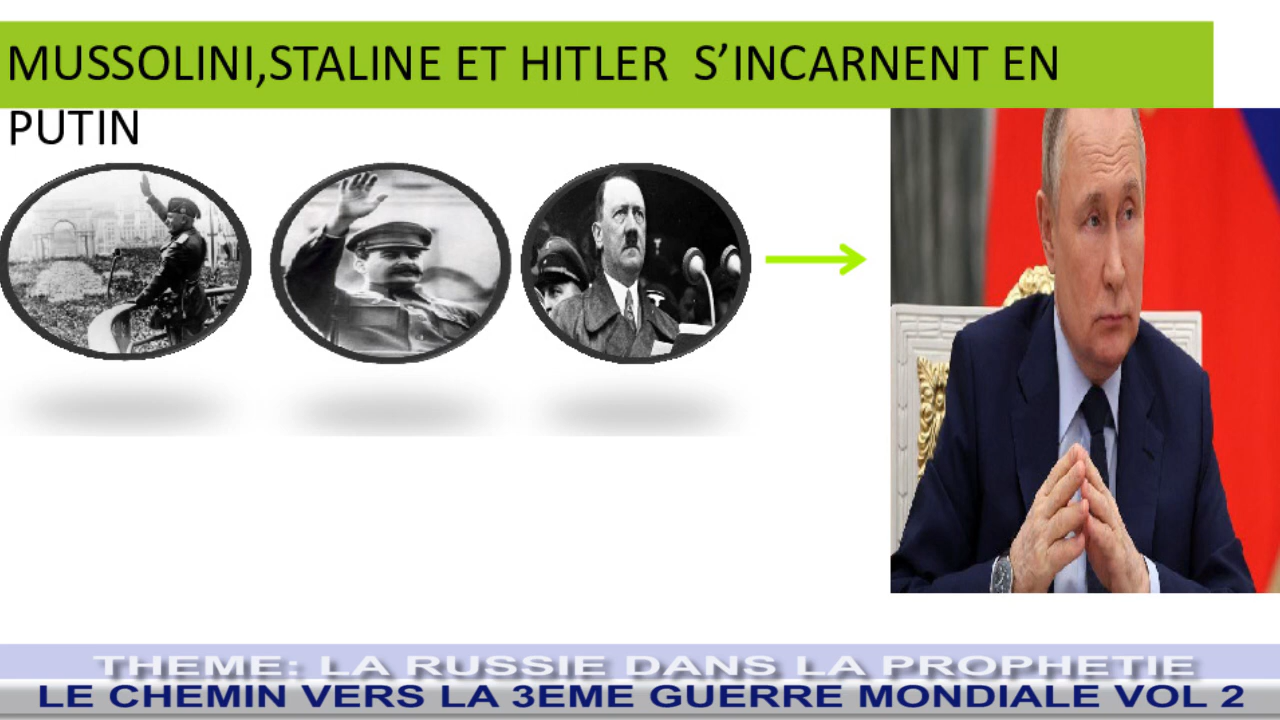 MUSSOLINI,STALINE ET HITLER S’INCARNENT EN
PUTIN
THEME: LA RUSSIE DANS LA PROPHETIE
LE CHEMIN VERS LA 3EME GUERRE MONDIALE VOL 2